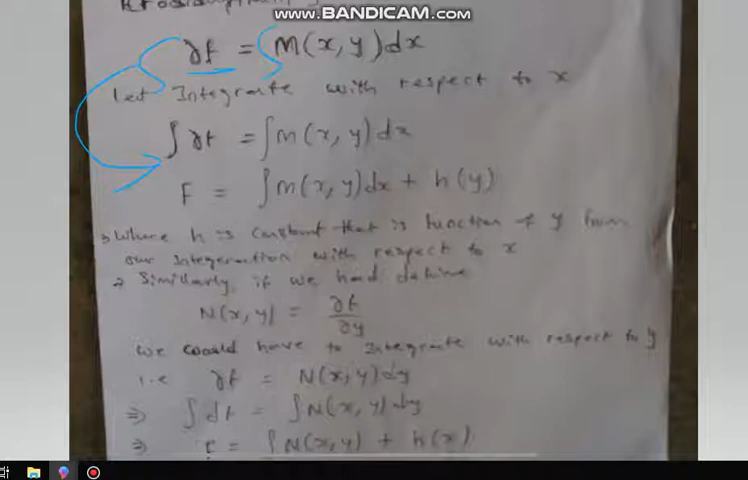 www.BANDICAM.com
∂f = ∫M(x,y)dx
Let Integrate with respect to x
∫∂f = ∫M(x,y)dx
F = ∫M(x,y)dx + h(y)
Where h is constant that is function of y from
our Integeraction with respect to x
Similarly, if we had define
N(x,y) = ∂f/∂y
we would have to Integrate with respect to y
i.e ∂f = N(x,y)dy
⇒ ∫df = ∫N(x,y)dy
⇒ F = ∫N(x,y) + h(x)